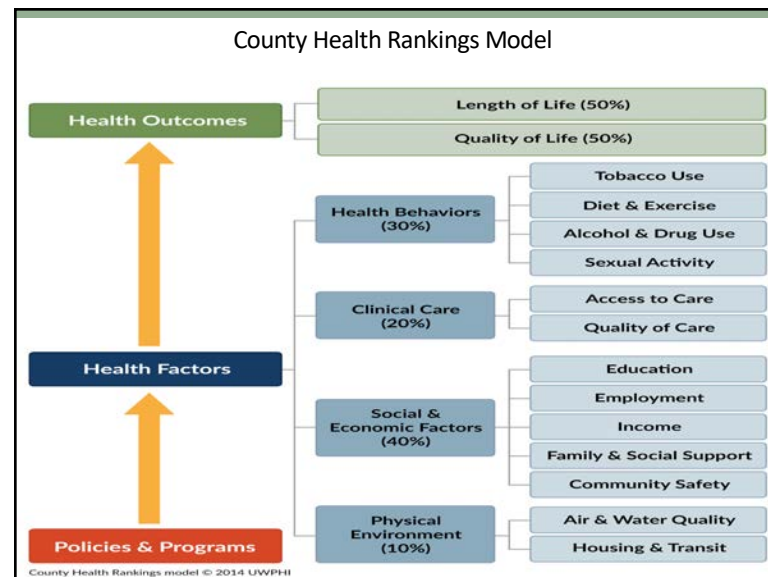 County Health Rankings Model
Health Outcomes
Length of Life (50%)
Quality of Life (50%)
Health Factors
Health Behaviors
(30%)
Tobacco Use
Diet & Exercise
Alcohol & Drug Use
Sexual Activity
Clinical Care
(20%)
Access to Care
Quality of Care
Social &
Economic Factors
(40%)
Education
Employment
Income
Family & Social Support
Community Safety
Physical
Environment
(10%)
Air & Water Quality
Housing & Transit
Policies & Programs
County Health Rankings model © 2014 UWPHI